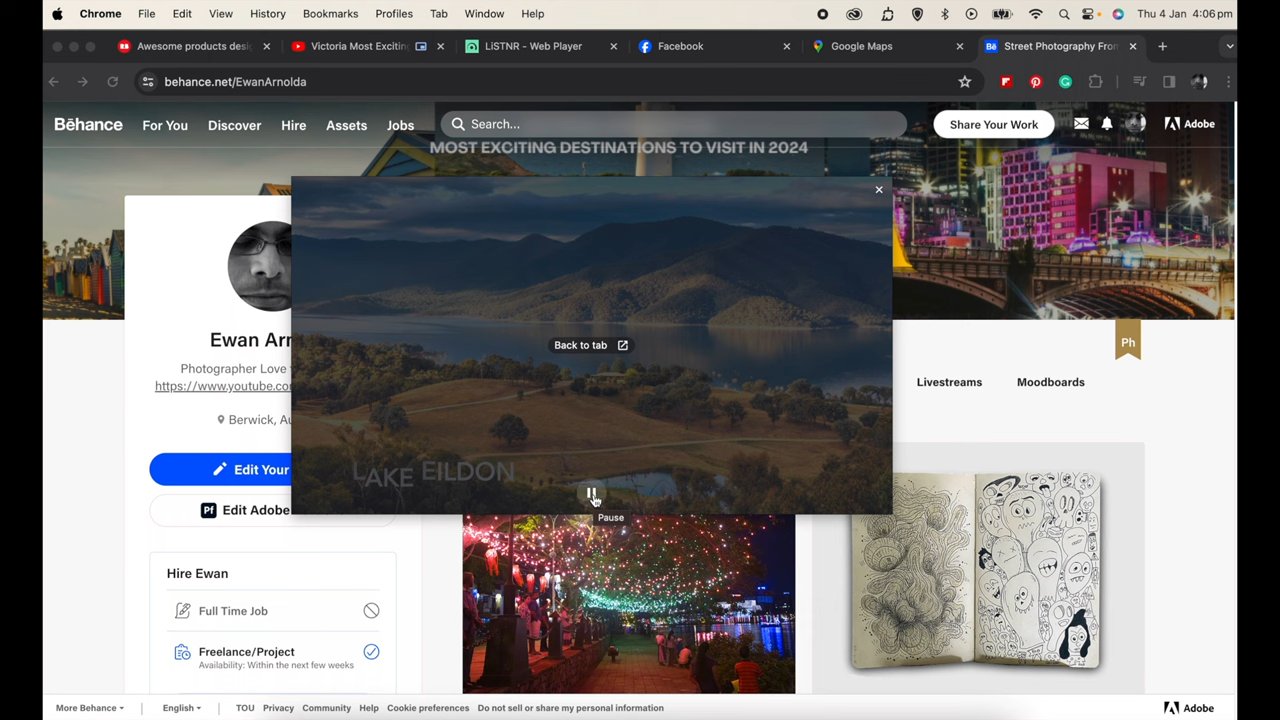 Chrome File Edit View History Bookmarks Profiles Tab Window Help Thu 4 Jan 4:06 pm
Awesome products desi Victoria Most Exciting LiSTNR - Web Player Facebook Google Maps Bē Street Photography From
behance.net/EwanArnolda
Bēhance For You Discover Hire Assets Jobs Search... Share Your Work Adobe
MOST EXCITING DESTINATIONS TO VISIT IN 2024
Back to tab
LAKE EILDON
Pause
Ewan Arn
Photographer Love
https://www.youtube.co
Berwick, Au
Edit Your
Pf Edit Adobe
Ph
Livestreams Moodboards
Hire Ewan
Full Time Job
Freelance/Project
Availability: Within the next few weeks
More Behance English TOU Privacy Community Help Cookie preferences Do not sell or share my personal information Adobe